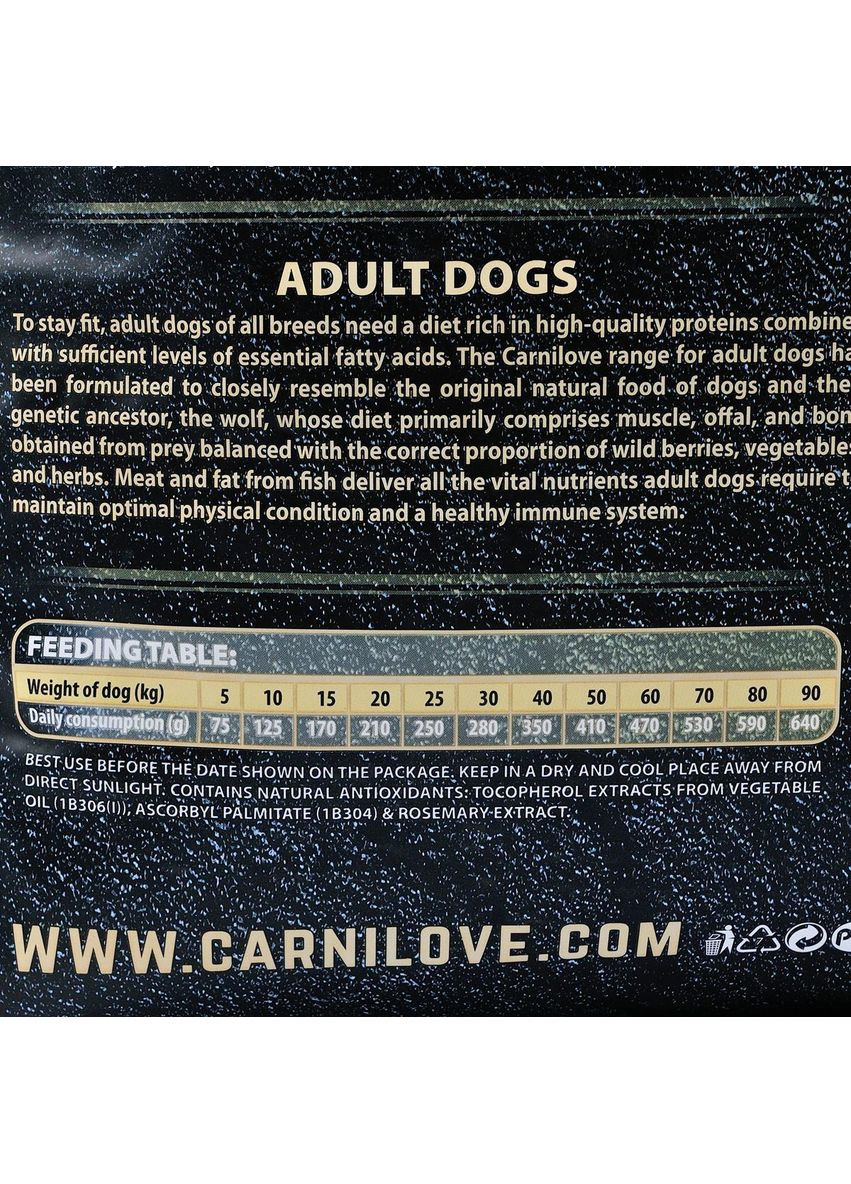 ADULT DOGS
To stay fit, adult dogs of all breeds need a diet rich in high-quality proteins combine
with sufficient levels of essential fatty acids. The Carnilove range for adult dogs ha
been formulated to closely resemble the original natural food of dogs and the
genetic ancestor, the wolf, whose diet primarily comprises muscle, offal, and bon
obtained from prey balanced with the correct proportion of wild berries, vegetables
and herbs. Meat and fat from fish deliver all the vital nutrients adult dogs require t
maintain optimal physical condition and a healthy immune system.
FEEDING TABLE:
Weight of dog (kg) 5 10 15 20 25 30 40 50 60 70 80 90
Daily consumption (g) 75 125 170 210 250 280 350 410 470 530 590 640
BEST USE BEFORE THE DATE SHOWN ON THE PACKAGE. KEEP IN A DRY AND COOL PLACE AWAY FROM
DIRECT SUNLIGHT. CONTAINS NATURAL ANTIOXIDANTS: TOCOPHEROL EXTRACTS FROM VEGETABLE
OIL (1B306(I)), ASCORBYL PALMITATE (1B304) & ROSEMARY EXTRACT.
WWW.CARNILOVE.COM 7 P